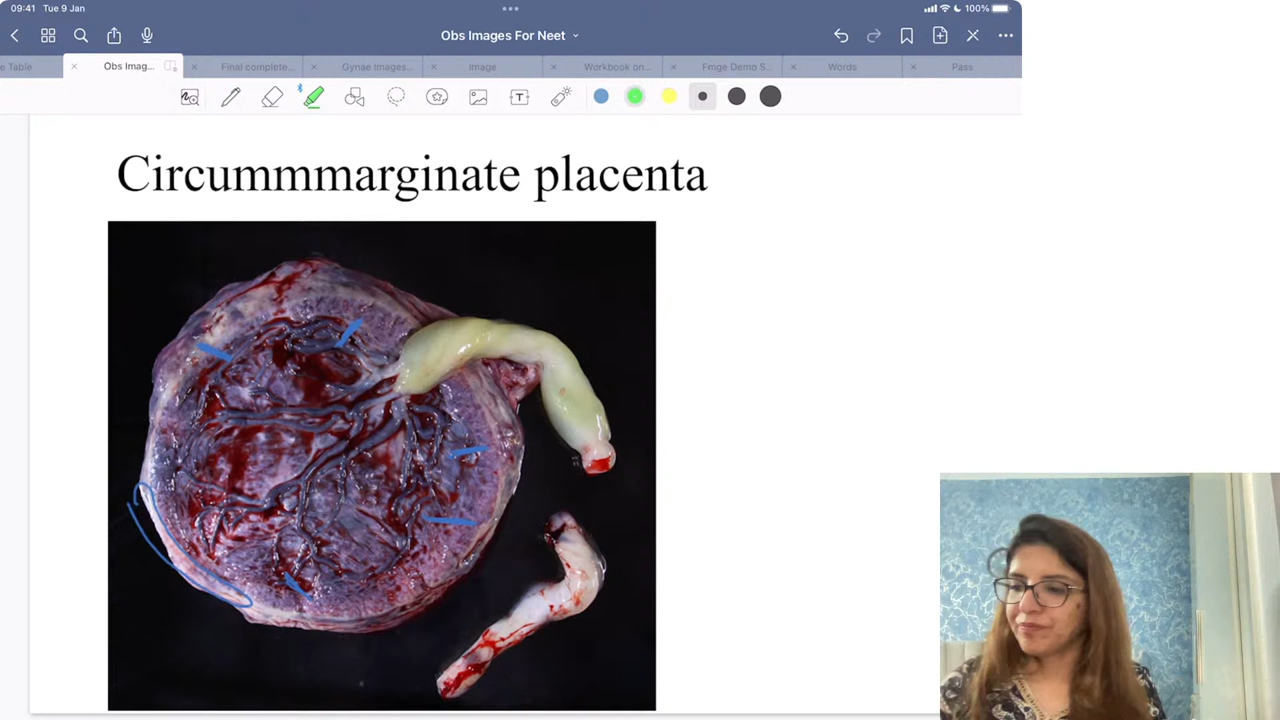 09:41 Tue 9 Jan
100%
Obs Images For Neet
e Table
Obs Imag...
Final complete...
Gynae Images...
Image
Workbook on...
Fmge Demo S...
Words
Pass
T
Circummmarginate placenta